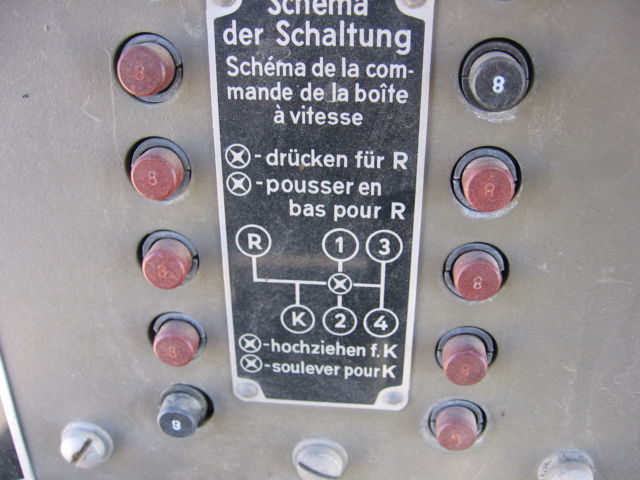 Schema
der Schaltung
Schéma de la com-
mande de la boîte
à vitesse
-drücken für R
-pousser en
bas pour R
R 1 3
K 2 4
-hochziehen f. K
-soulever pour K
8
8
8
8
8
8
8
8
8
8